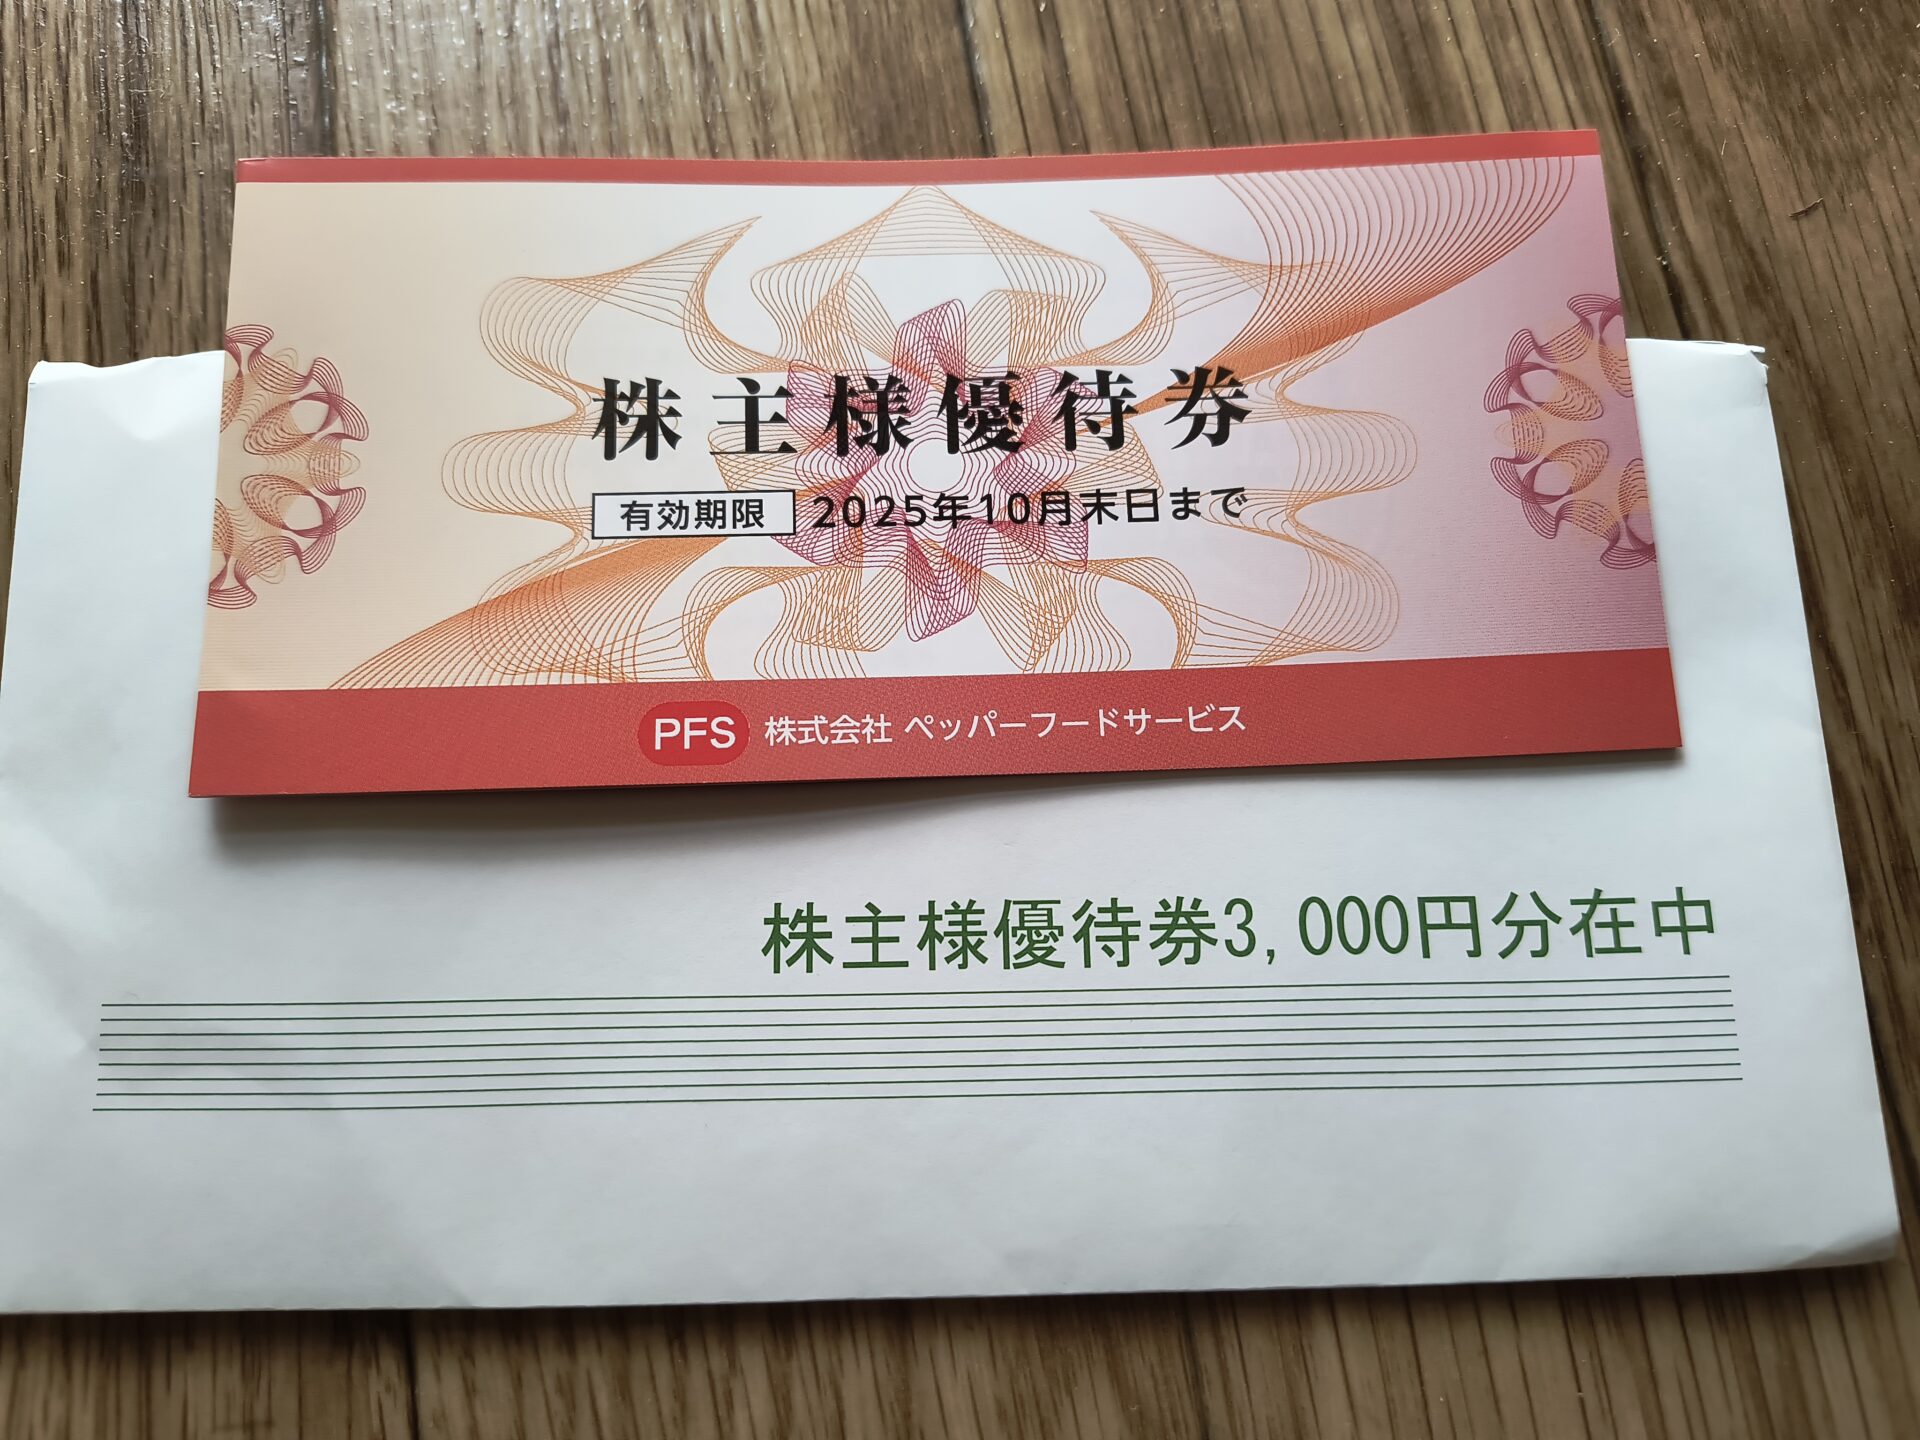 株主様優待券
有効期限 2025年10月末日まで
PFS 株式会社 ペッパーフードサービス
株主様優待券3,000円分在中